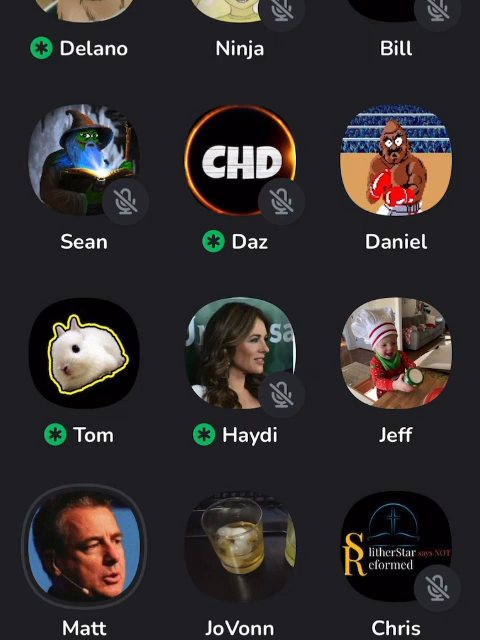 Delano
Ninja
Bill
CHD
Sean
Daz
Daniel
Tom
Haydi
Jeff
SlitherStar says NOT
Reformed
Matt
JoVonn
Chris